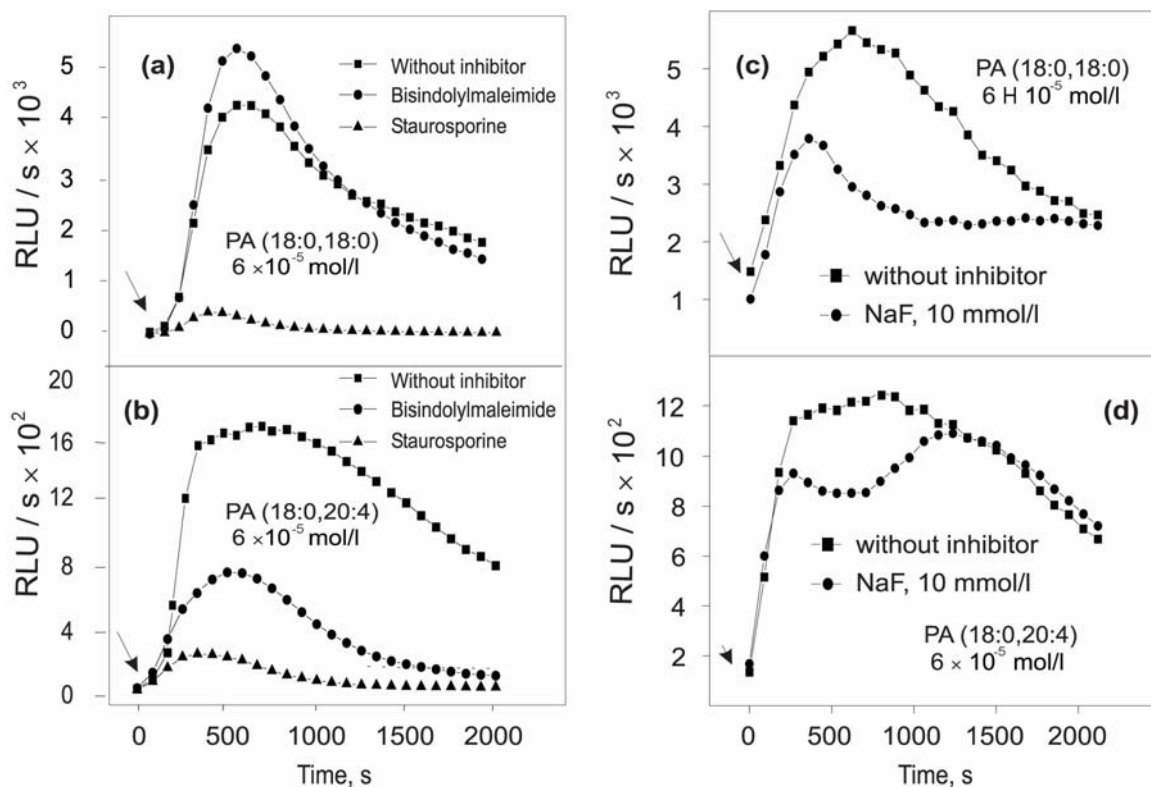 (a)
Without inhibitor
Bisindolylmaleimide
Staurosporine
PA (18:0,18:0)
6 ×10⁻⁵ mol/l
RLU / s × 10³
5
4
3
2
1
0
(b)
Without inhibitor
Bisindolylmaleimide
Staurosporine
PA (18:0,20:4)
6 ×10⁻⁵ mol/l
RLU / s × 10²
20
16
12
8
4
0
0 500 1000 1500 2000
Time, s
(c)
PA (18:0,18:0)
6 H 10⁻⁵ mol/l
RLU / s × 10³
5
4
3
2
1
without inhibitor
NaF, 10 mmol/l
(d)
RLU / s × 10²
12
10
8
6
4
2
without inhibitor
NaF, 10 mmol/l
PA (18:0,20:4)
6 × 10⁻⁵ mol/l
0 500 1000 1500 2000
Time, s